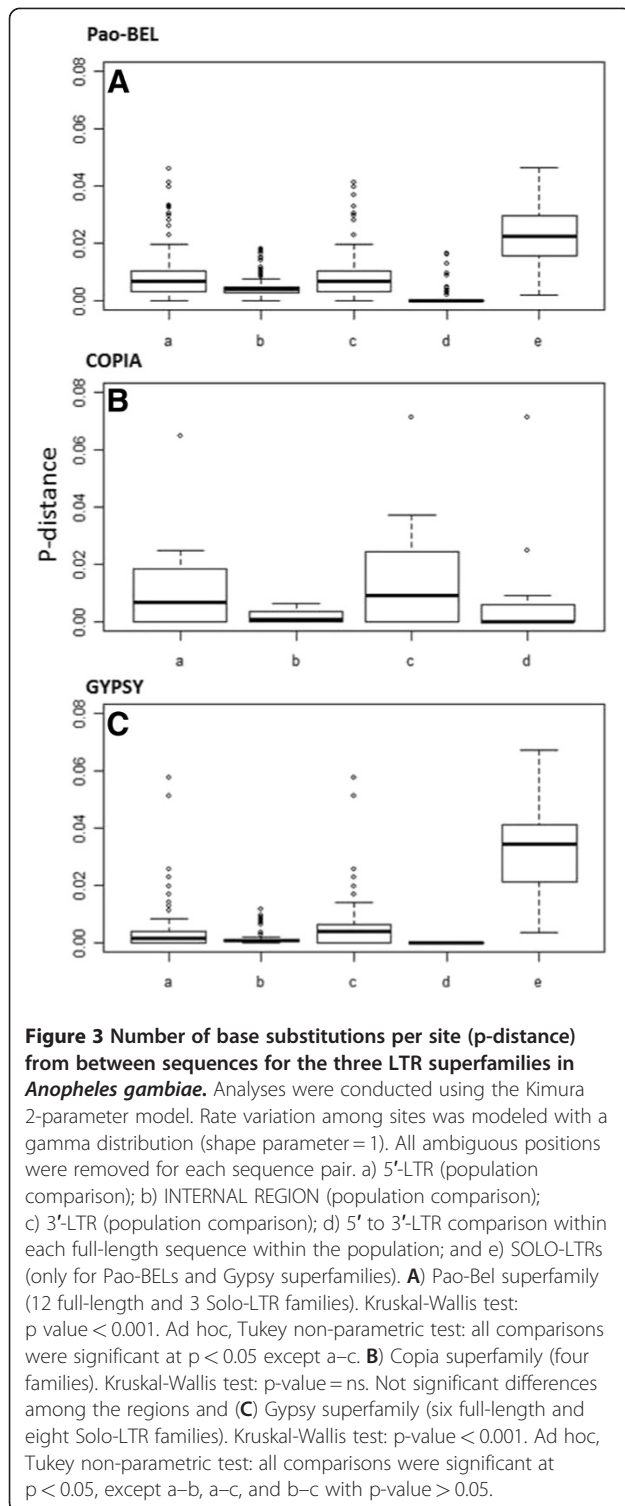 Pao-BEL
A
0.08
0.06
0.04
0.02
0.00
a b c d e
COPIA
B
0.08
0.06
0.04
0.02
0.00
a b c d
P-distance
GYPSY
C
0.08
0.06
0.04
0.02
0.00
a b c d e
Figure 3 Number of base substitutions per site (p-distance)
from between sequences for the three LTR superfamilies in
Anopheles gambiae. Analyses were conducted using the Kimura
2-parameter model. Rate variation among sites was modeled with a
gamma distribution (shape parameter = 1). All ambiguous positions
were removed for each sequence pair. a) 5′-LTR (population
comparison); b) INTERNAL REGION (population comparison);
c) 3′-LTR (population comparison); d) 5′ to 3′-LTR comparison within
each full-length sequence within the population; and e) SOLO-LTRs
(only for Pao-BELs and Gypsy superfamilies). A) Pao-Bel superfamily
(12 full-length and 3 Solo-LTR families). Kruskal-Wallis test:
p value < 0.001. Ad hoc, Tukey non-parametric test: all comparisons
were significant at p < 0.05 except a–c. B) Copia superfamily (four
families). Kruskal-Wallis test: p-value = ns. Not significant differences
among the regions and (C) Gypsy superfamily (six full-length and
eight Solo-LTR families). Kruskal-Wallis test: p-value < 0.001. Ad hoc,
Tukey non-parametric test: all comparisons were significant at
p < 0.05, except a–b, a–c, and b–c with p-value > 0.05.